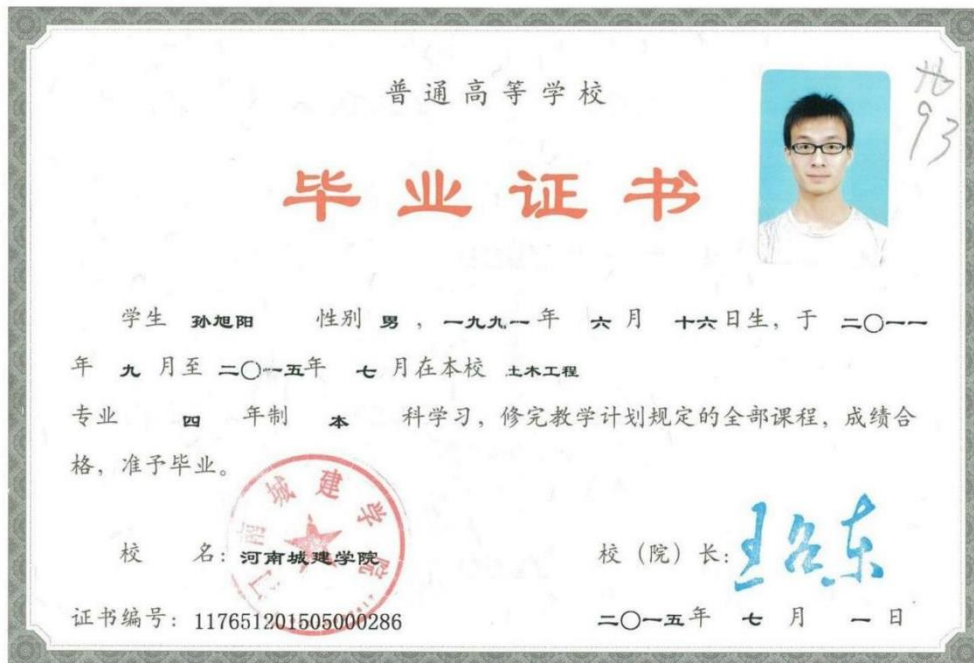 普通高等学校
93
毕业证书
学生 孙旭阳 性别 男，一九九一年 六月 十六日生，于 二〇一一
年 九 月至 二〇一五年 七 月在本校 土木工程
专业 四 年制 本 科学习，修完教学计划规定的全部课程，成绩合
格，准予毕业。
城建学院
校 名：河南城建学院 校（院）长：
证书编号：117651201505000286 二〇一五年 七 月 一 日